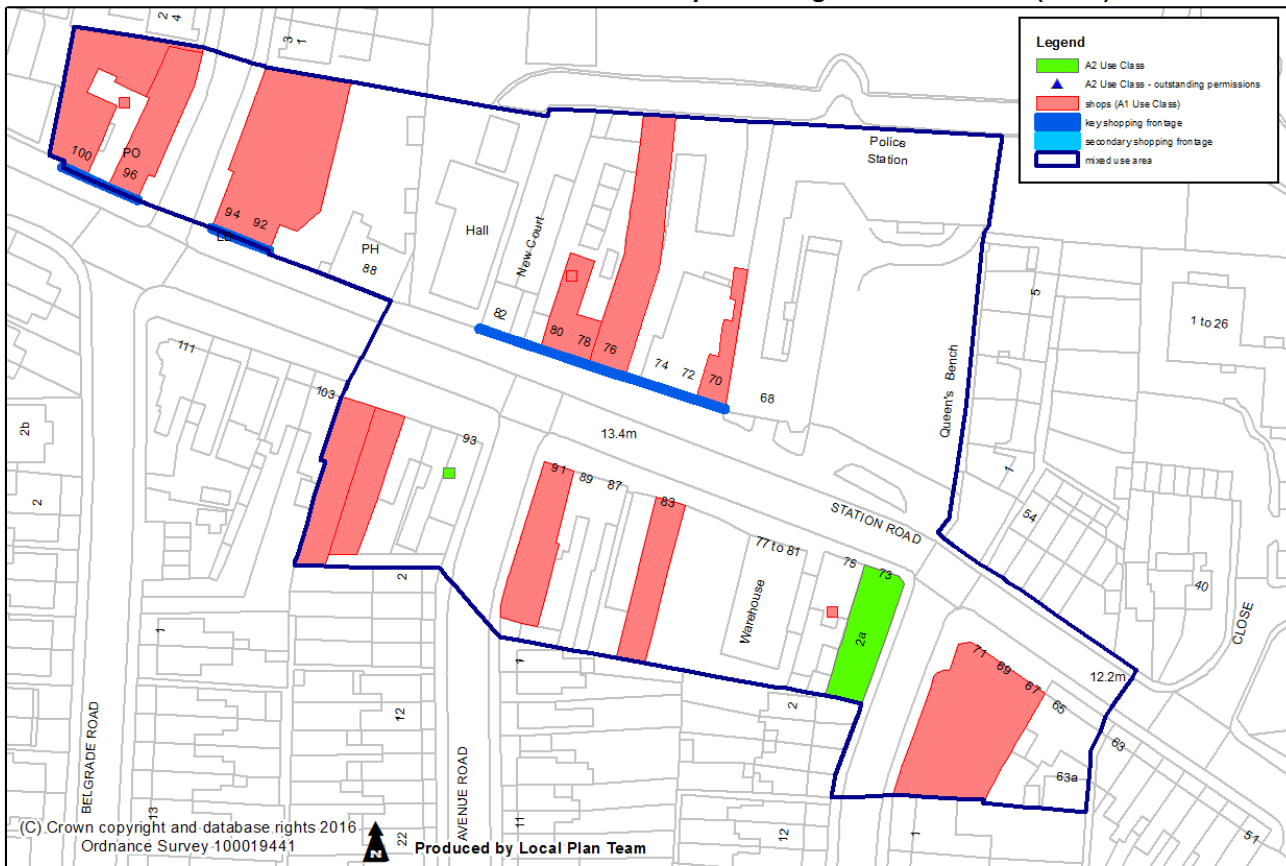 Legend
A2 Use Class
A2 Use Class - outstanding permissions
shops (A1 Use Class)
key shopping frontage
secondary shopping frontage
mixed use area
2
4
3
1
Police
Station
100
PO
96
94
92
LB
PH
88
Hall
New Court
82
80
78
76
74
72
70
68
Queen's Bench
5
1 to 26
111
103
93
13.4m
91
89
87
83
STATION ROAD
77 to 81
Warehouse
75
73
2a
1
54
40
CLOSE
12.2m
71
69
67
65
63
63a
51
2b
2
2
1
1
2
12
12
13
22
11
1
BELGRADE ROAD
AVENUE ROAD
(C) Crown copyright and database rights 2016
Ordnance Survey 100019441
N
Produced by Local Plan Team